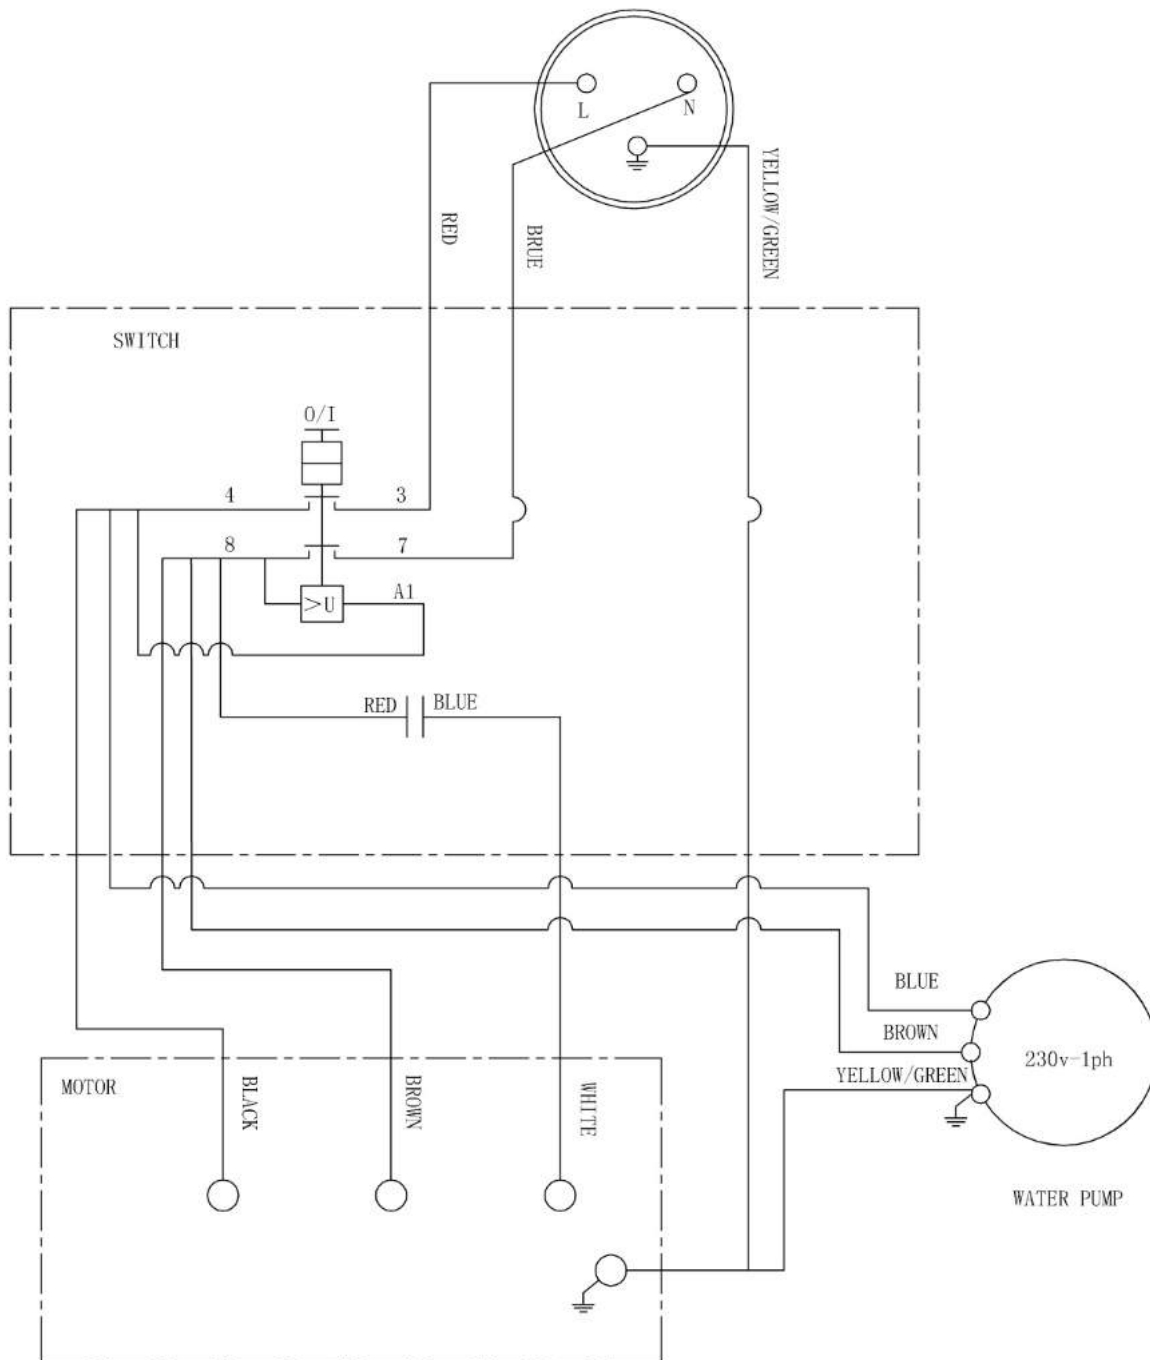 L
N
RED
BRUE
YELLOW/GREEN
SWITCH
O/I
4
3
8
7
>U
A1
RED
BLUE
BLUE
BROWN
YELLOW/GREEN
230v-1ph
WATER PUMP
MOTOR
BLACK
BROWN
WHITE